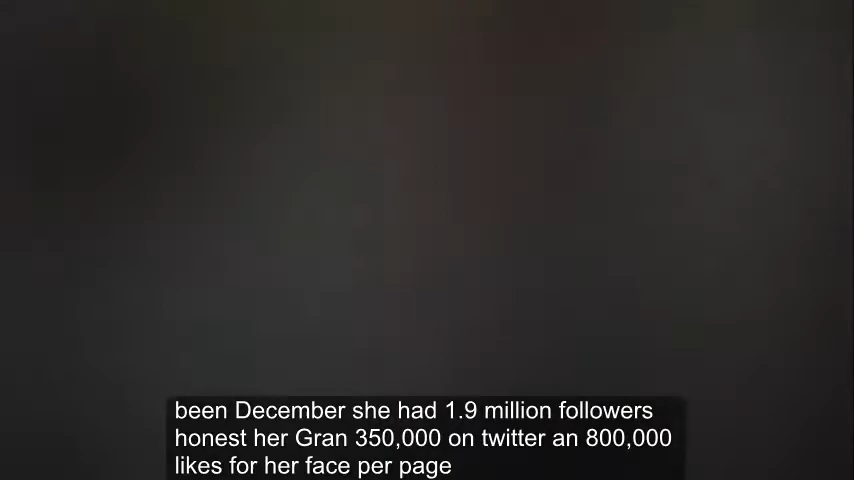 been December she had 1.9 million followers
honest her Gran 350,000 on twitter an 800,000
likes for her face per page